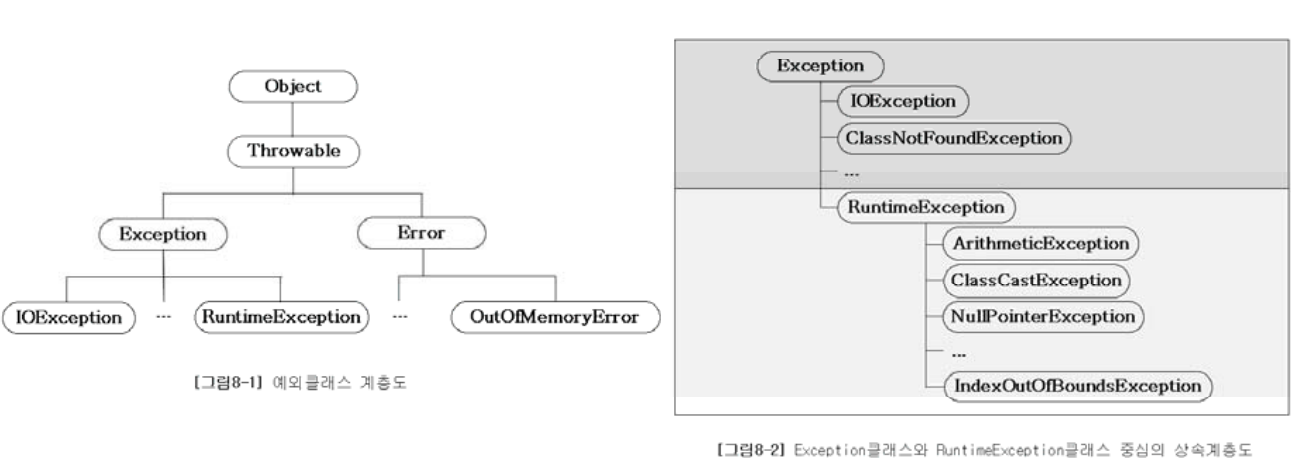 Object
Throwable
Exception
Error
IOException
...
RuntimeException
...
OutOfMemoryError
[그림8-1] 예외클래스 계층도
Exception
IOException
ClassNotFoundException
...
RuntimeException
ArithmeticException
ClassCastException
NullPointerException
...
IndexOutOfBoundsException
[그림8-2] Exception클래스와 RuntimeException클래스 중심의 상속계층도